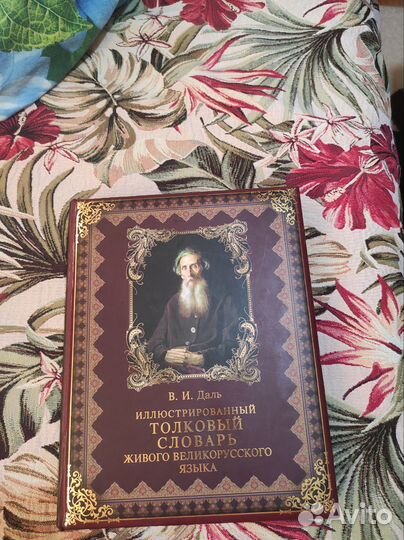 В. И. Даль
ИЛЛЮСТРИРОВАННЫЙ
ТОЛКОВЫЙ
СЛОВАРЬ
ЖИВОГО ВЕЛИКОРУССКОГО
ЯЗЫКА
Avito